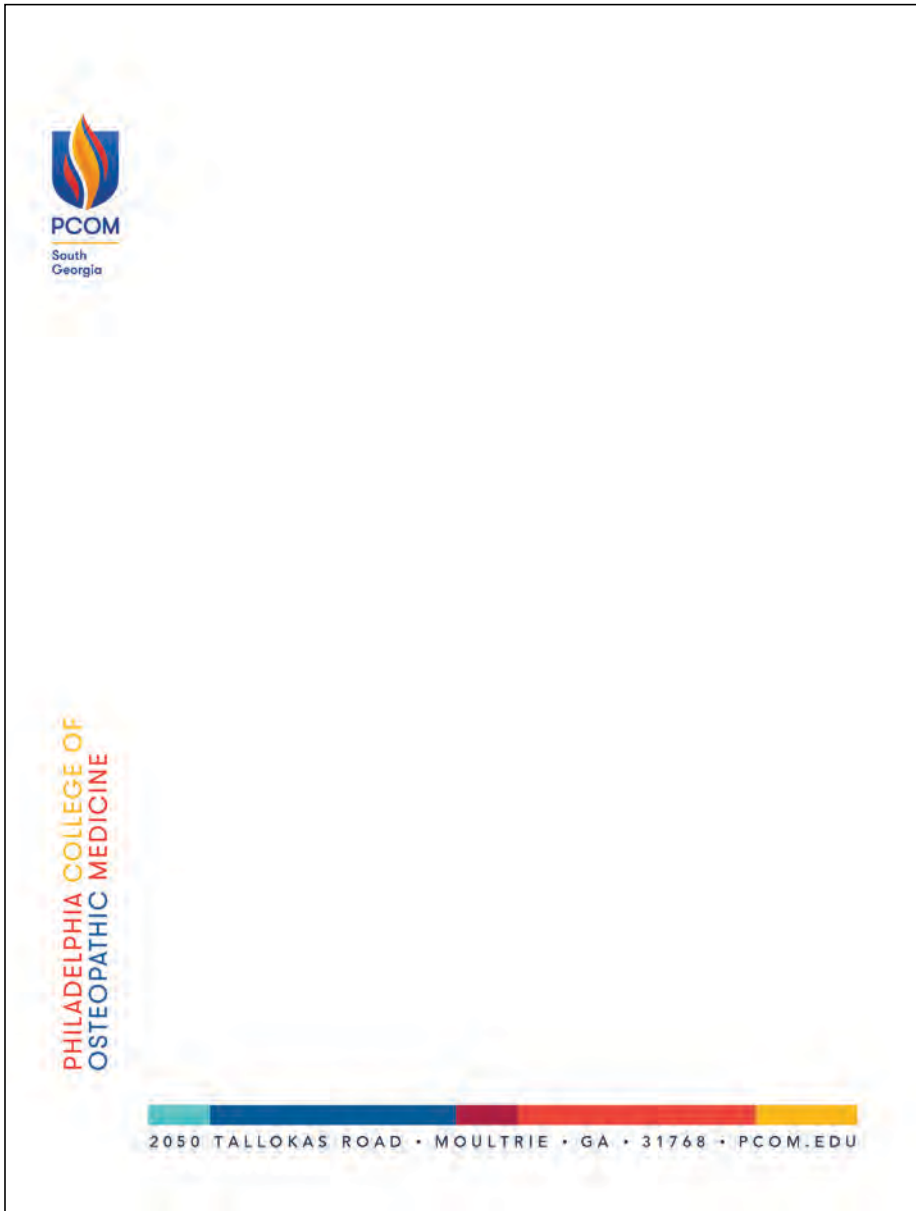 PCOM
South
Georgia
PHILADELPHIA COLLEGE OF
OSTEOPATHIC MEDICINE
2050 TALLOKAS ROAD • MOULTRIE • GA • 31768 • PCOM.EDU